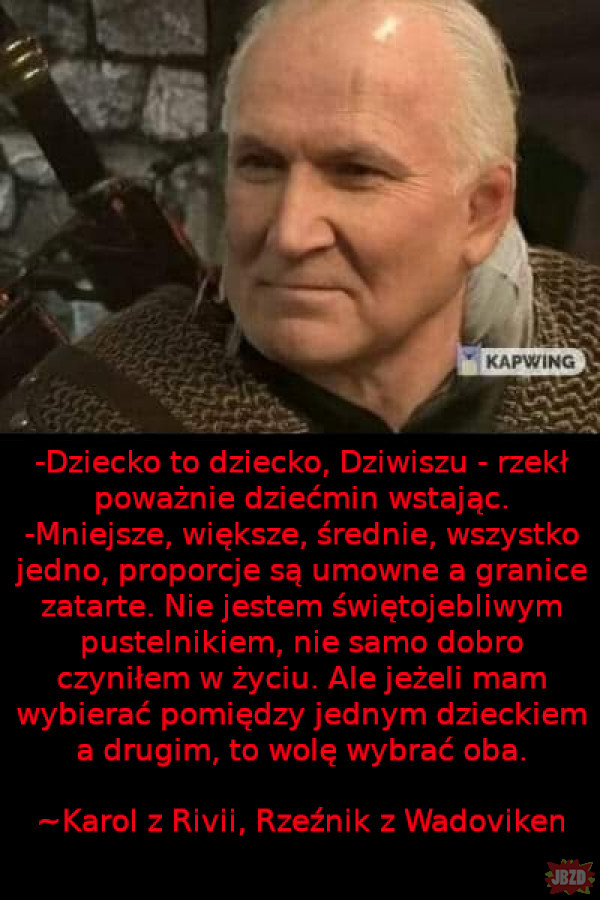 KAPWING
-Dziecko to dziecko, Dziwiszu - rzekł
poważnie dziećmin wstając.
-Mniejsze, większe, średnie, wszystko
jedno, proporcje są umowne a granice
zatarte. Nie jestem świętojebliwym
pustelnikiem, nie samo dobro
czyniłem w życiu. Ale jeżeli mam
wybierać pomiędzy jednym dzieckiem
a drugim, to wolę wybrać oba.
~Karol z Rivii, Rzeźnik z Wadoviken
JBZD